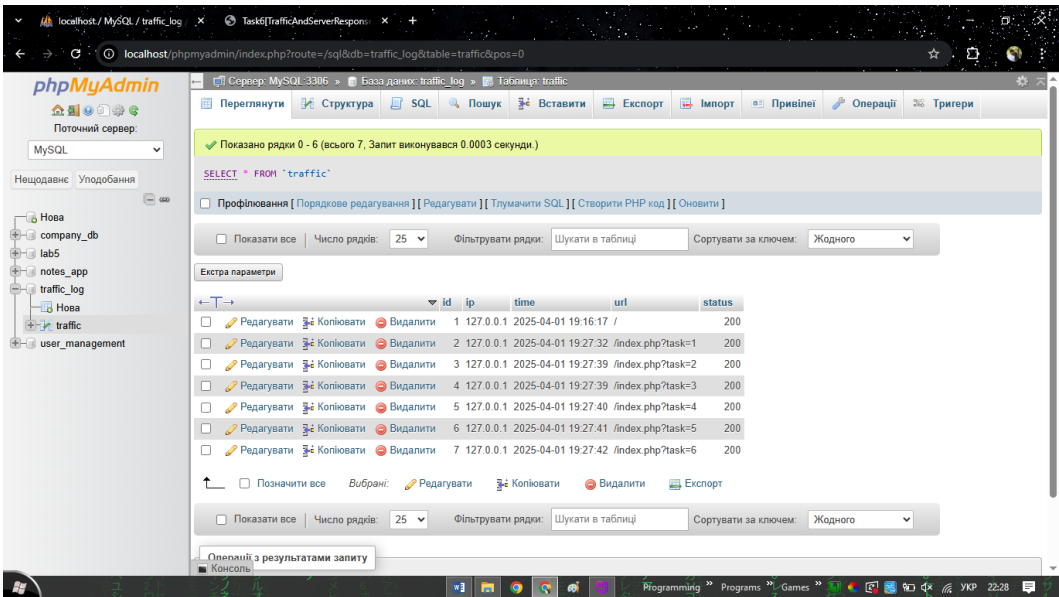 localhost / MySQL / traffic_log
Task6[TrafficAndServerRespons
localhost/phpmyadmin/index.php?route=/sql&db=traffic_log&table=traffic&pos=0
phpMyAdmin
Поточний сервер:
MySQL
Нещодавнє Уподобання
Нова
company_db
lab5
notes_app
traffic_log
Нова
traffic
user_management
Сервер: MySQL:3306 » База даних: traffic_log » Таблиця: traffic
Переглянути Структура SQL Пошук Вставити Експорт Імпорт Привілеї Операції Тригери
Показано рядки 0 - 6 (всього 7, Запит виконувався 0.0003 секунди.)
SELECT * FROM `traffic`
Профілювання [ Порядкове редагування ] [ Редагувати ] [ Тлумачити SQL ] [ Створити PHP код ] [ Оновити ]
Показати все Число рядків: 25 Фільтрувати рядки: Шукати в таблиці Сортувати за ключем: Жодного
Екстра параметри
id ip time url status
Редагувати Копіювати Видалити 1 127.0.0.1 2025-04-01 19:16:17 / 200
Редагувати Копіювати Видалити 2 127.0.0.1 2025-04-01 19:27:32 /index.php?task=1 200
Редагувати Копіювати Видалити 3 127.0.0.1 2025-04-01 19:27:39 /index.php?task=2 200
Редагувати Копіювати Видалити 4 127.0.0.1 2025-04-01 19:27:39 /index.php?task=3 200
Редагувати Копіювати Видалити 5 127.0.0.1 2025-04-01 19:27:40 /index.php?task=4 200
Редагувати Копіювати Видалити 6 127.0.0.1 2025-04-01 19:27:41 /index.php?task=5 200
Редагувати Копіювати Видалити 7 127.0.0.1 2025-04-01 19:27:42 /index.php?task=6 200
Позначити все Вибрані: Редагувати Копіювати Видалити Експорт
Показати все Число рядків: 25 Фільтрувати рядки: Шукати в таблиці Сортувати за ключем: Жодного
Операції з результатами запиту
Консоль
Programming » Programs » Games » УКР 22:28